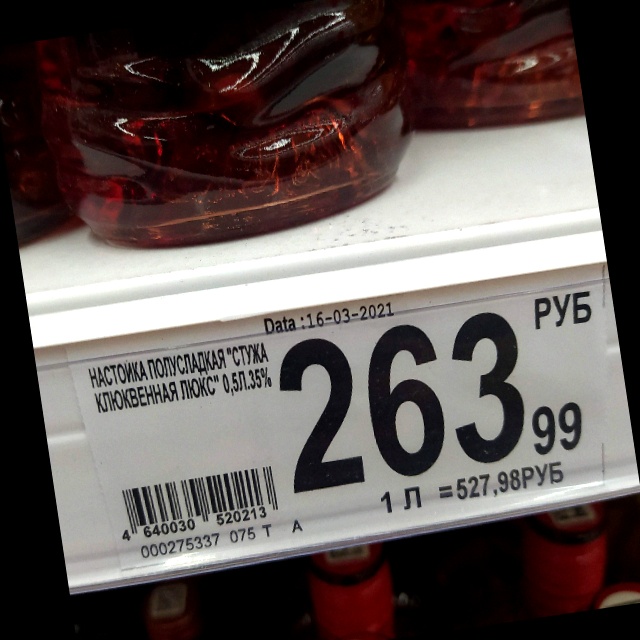 Data :16-03-2021
РУБ
НАСТОЙКА ПОЛУСЛАДКАЯ "СТУЖА
КЛЮКВЕННАЯ ЛЮКС" 0,5Л.35%
263 99
1 Л =527,98РУБ
4 640030 520213
000275337 075 Т А